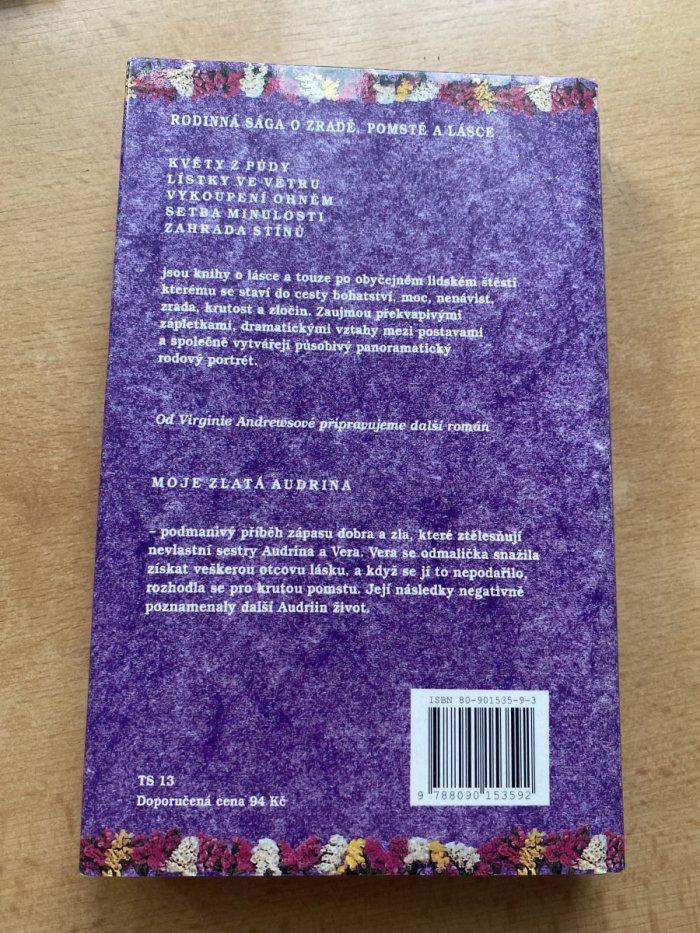 RODINNÁ SÁGA O ZRADĚ, POMSTĚ A LÁSCE
KVĚTY Z PŮDY
LÍSTKY VE VĚTRU
VYKOUPENÍ OHNĚM
SETBA MINULOSTI
ZAHRADA STÍNŮ
jsou knihy o lásce a touze po obyčejném lidském štěstí
kterému se staví do cesty bohatství, moc, nenávist,
zrada, krutost a zločin. Zaujmou překvapivými
zápletkami, dramatickými vztahy mezi postavami
a společně vytvářejí působivý panoramatický
rodový portrét.
Od Virginie Andrewsové připravujeme další román
MOJE ZLATÁ AUDRINA
– podmanivý příběh zápasu dobra a zla, které ztělesňují
nevlastní sestry Audrina a Vera. Vera se odmalička snažila
získat veškerou otcovu lásku, a když se jí to nepodařilo,
rozhodla se pro krutou pomstu. Její následky negativně
poznamenaly další Audriin život.
ISBN 80-901535-9-3
9 788090 153592
TS 13
Doporučená cena 94 Kč